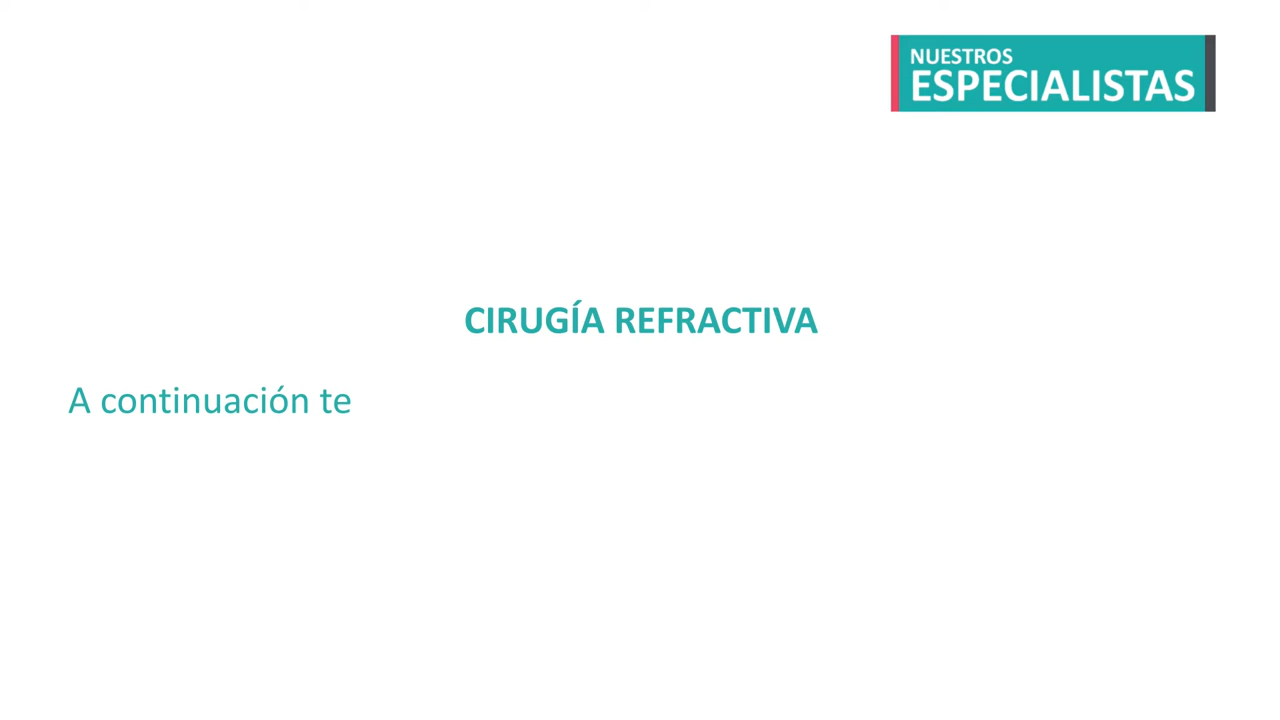 NUESTROS
ESPECIALISTAS
CIRUGÍA REFRACTIVA
A continuación te